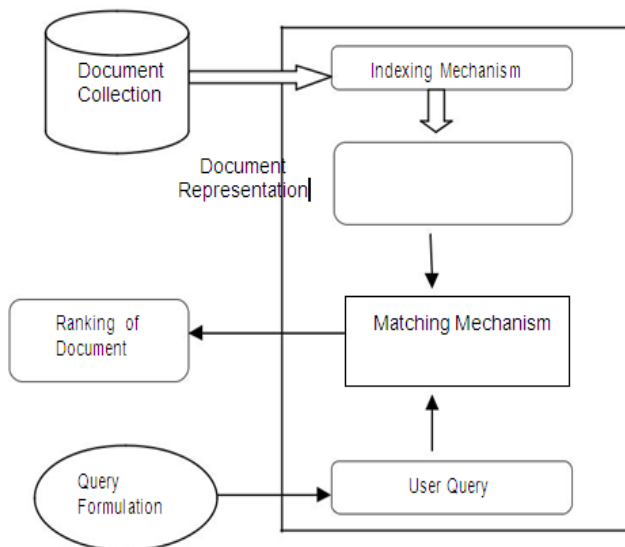 Document
Collection
Indexing Mechanism
Document
Representation
Ranking of
Document
Matching Mechanism
Query
Formulation
User Query